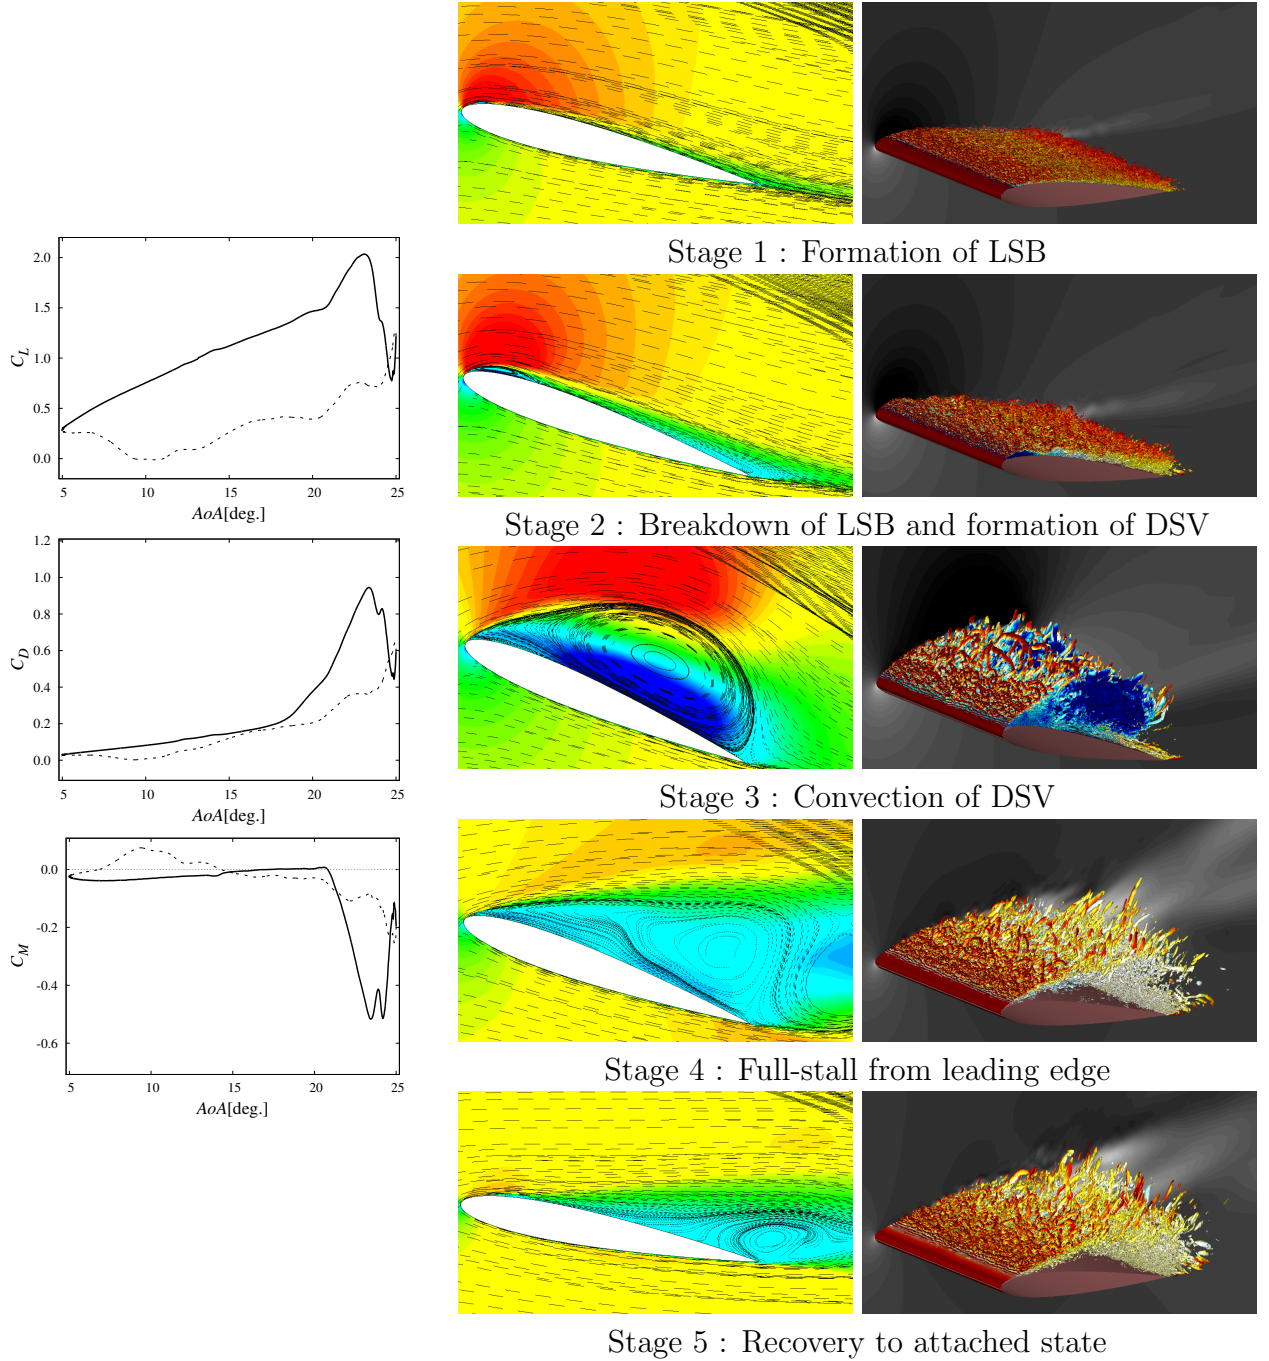 Stage 1 : Formation of LSB
2.0
1.5
1.0
0.5
0.0
C_L
5 10 15 20 25
AoA[deg.]
Stage 2 : Breakdown of LSB and formation of DSV
1.2
1.0
0.8
0.6
0.4
0.2
0.0
C_D
5 10 15 20 25
AoA[deg.]
Stage 3 : Convection of DSV
0.0
-0.2
-0.4
-0.6
C_M
5 10 15 20 25
AoA[deg.]
Stage 4 : Full-stall from leading edge
Stage 5 : Recovery to attached state